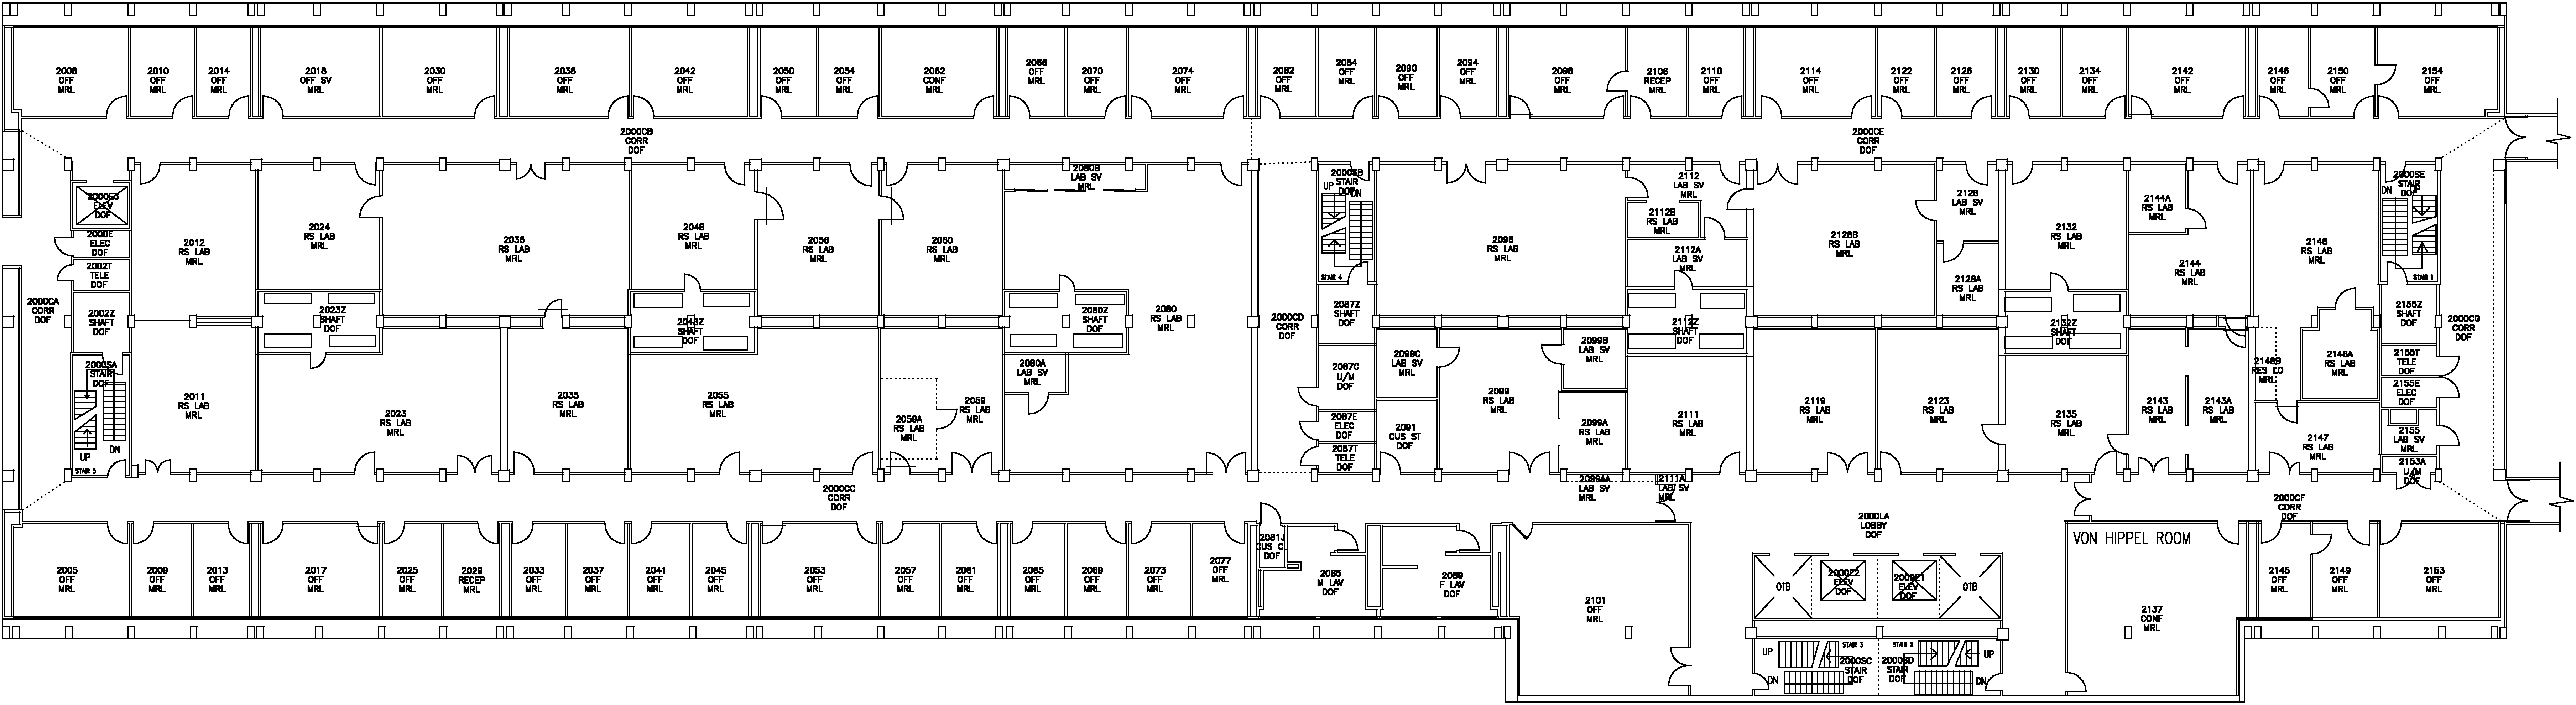 2008
OFF
MRL
2010
OFF
MRL
2014
OFF
MRL
2018
OFF SV
MRL
2030
OFF
MRL
2038
OFF
MRL
2042
OFF
MRL
2050
OFF
MRL
2054
OFF
MRL
2062
CONF
MRL
2066
OFF
MRL
2070
OFF
MRL
2074
OFF
MRL
2082
OFF
MRL
2084
OFF
MRL
2090
OFF
MRL
2094
OFF
MRL
2098
OFF
MRL
2106
RECEP
MRL
2110
OFF
MRL
2114
OFF
MRL
2122
OFF
MRL
2126
OFF
MRL
2130
OFF
MRL
2134
OFF
MRL
2142
OFF
MRL
2146
OFF
MRL
2150
OFF
MRL
2154
OFF
MRL
2000CB
CORR
DOF
2000CE
CORR
DOF
ELEV
DOF
2000E
ELEC
DOF
2002T
TELE
DOF
2002Z
SHAFT
DOF
2000CA
CORR
DOF
2000SA
STAIR
DOF
UP
DN
STAIR 5
2012
RS LAB
MRL
2024
RS LAB
MRL
2036
RS LAB
MRL
2048
RS LAB
MRL
2056
RS LAB
MRL
2060
RS LAB
MRL
2080B
LAB SV
MRL
2080
RS LAB
MRL
2023Z
SHAFT
DOF
2048Z
SHAFT
DOF
2080Z
SHAFT
DOF
2080A
LAB SV
MRL
2011
RS LAB
MRL
2023
RS LAB
MRL
2035
RS LAB
MRL
2055
RS LAB
MRL
2059A
RS LAB
MRL
2059
RS LAB
MRL
2000CD
CORR
DOF
2000SB
STAIR
DOF
UP
DN
STAIR 4
2087Z
SHAFT
DOF
2087C
U/M
DOF
2087E
ELEC
DOF
2087T
TELE
DOF
2096
RS LAB
MRL
2099C
LAB SV
MRL
2091
CUS ST
DOF
2099
RS LAB
MRL
2099B
LAB SV
MRL
2099A
RS LAB
MRL
2099AA
LAB SV
MRL
2111A
LAB SV
MRL
2112
LAB SV
MRL
2112B
RS LAB
MRL
2112A
LAB SV
MRL
2112Z
SHAFT
DOF
2111
RS LAB
MRL
2128B
RS LAB
MRL
2128
LAB SV
MRL
2128A
RS LAB
MRL
2119
RS LAB
MRL
2123
RS LAB
MRL
2132
RS LAB
MRL
2132Z
SHAFT
DOF
2135
RS LAB
MRL
2144A
RS LAB
MRL
2144
RS LAB
MRL
2143
RS LAB
MRL
2143A
RS LAB
MRL
2148
RS LAB
MRL
2148A
RS LAB
MRL
2148B
RES LO
MRL
2147
RS LAB
MRL
2000SE
STAIR
DOF
DN
UP
STAIR 1
2155Z
SHAFT
DOF
2155T
TELE
DOF
2155E
ELEC
DOF
2155
LAB SV
MRL
2153A
U/M
DOF
2000CG
CORR
DOF
2000CC
CORR
DOF
2000LA
LOBBY
DOF
2000CF
CORR
DOF
VON HIPPEL ROOM
2005
OFF
MRL
2009
OFF
MRL
2013
OFF
MRL
2017
OFF
MRL
2025
OFF
MRL
2029
RECEP
MRL
2033
OFF
MRL
2037
OFF
MRL
2041
OFF
MRL
2045
OFF
MRL
2053
OFF
MRL
2057
OFF
MRL
2061
OFF
MRL
2065
OFF
MRL
2069
OFF
MRL
2073
OFF
MRL
2077
OFF
MRL
2081J
CUS CL
DOF
2085
M LAV
DOF
2089
F LAV
DOF
2101
OFF
MRL
OTB
2000E2
ELEV
DOF
2000E1
ELEV
DOF
OTB
2137
CONF
MRL
2145
OFF
MRL
2149
OFF
MRL
2153
OFF
MRL
UP
DN
STAIR 3
2000SC
STAIR
DOF
STAIR 2
2000SD
STAIR
DOF
UP
DN